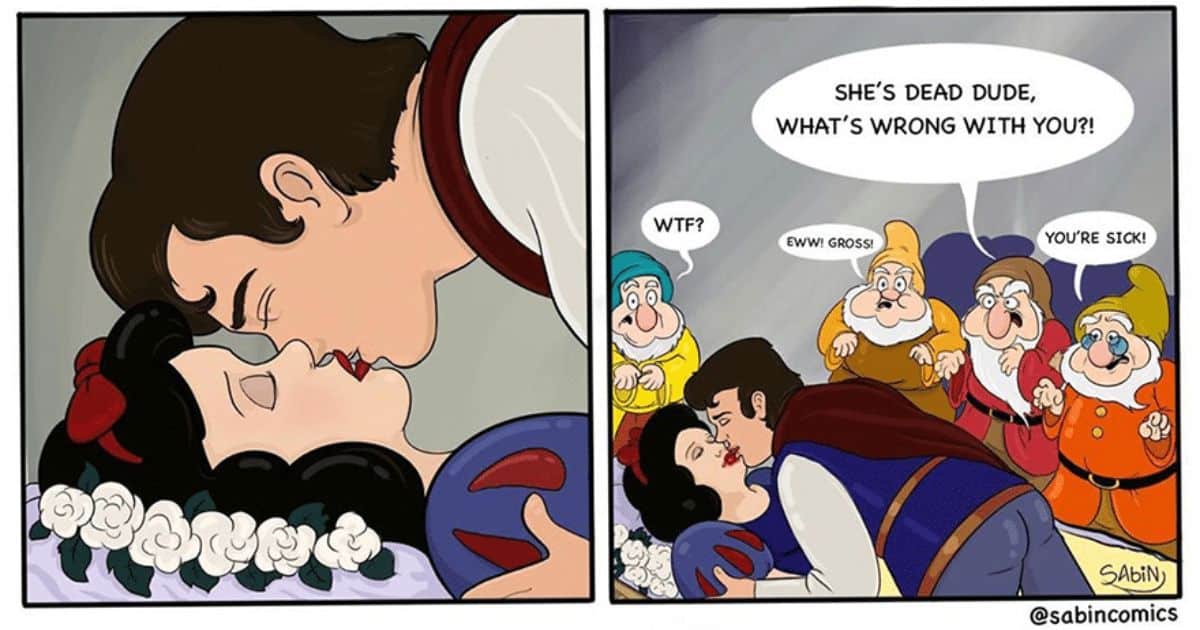 SHE'S DEAD DUDE,
WHAT'S WRONG WITH YOU?!
WTF?
EWW! GROSS!
YOU'RE SICK!
SAbiN
@sabincomics